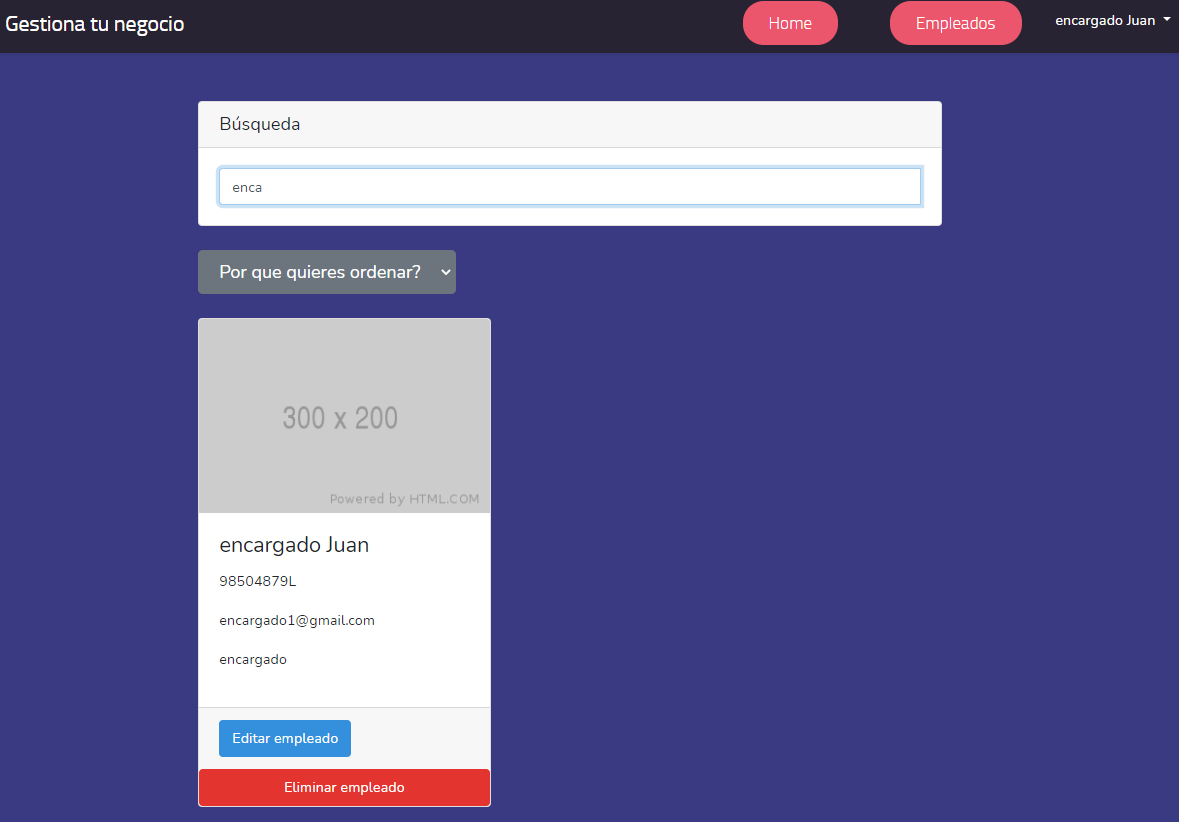 Gestiona tu negocio
Home
Empleados
encargado Juan
Búsqueda
enca
Por que quieres ordenar?
300 x 200
Powered by HTML.COM
encargado Juan
98504879L
encargado1@gmail.com
encargado
Editar empleado
Eliminar empleado